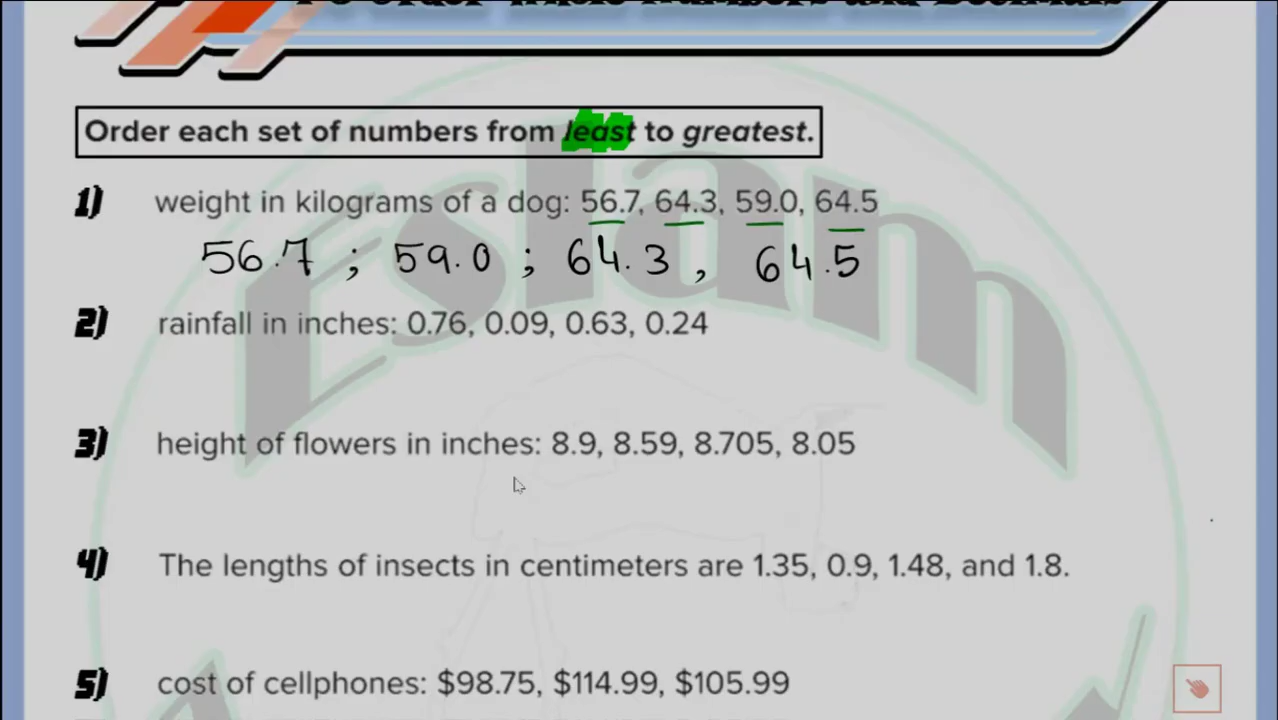 Order each set of numbers from least to greatest.
1) weight in kilograms of a dog: 56.7, 64.3, 59.0, 64.5
56.7 ; 59.0 ; 64.3 , 64.5
2) rainfall in inches: 0.76, 0.09, 0.63, 0.24
3) height of flowers in inches: 8.9, 8.59, 8.705, 8.05
4) The lengths of insects in centimeters are 1.35, 0.9, 1.48, and 1.8.
5) cost of cellphones: $98.75, $114.99, $105.99
Eslam